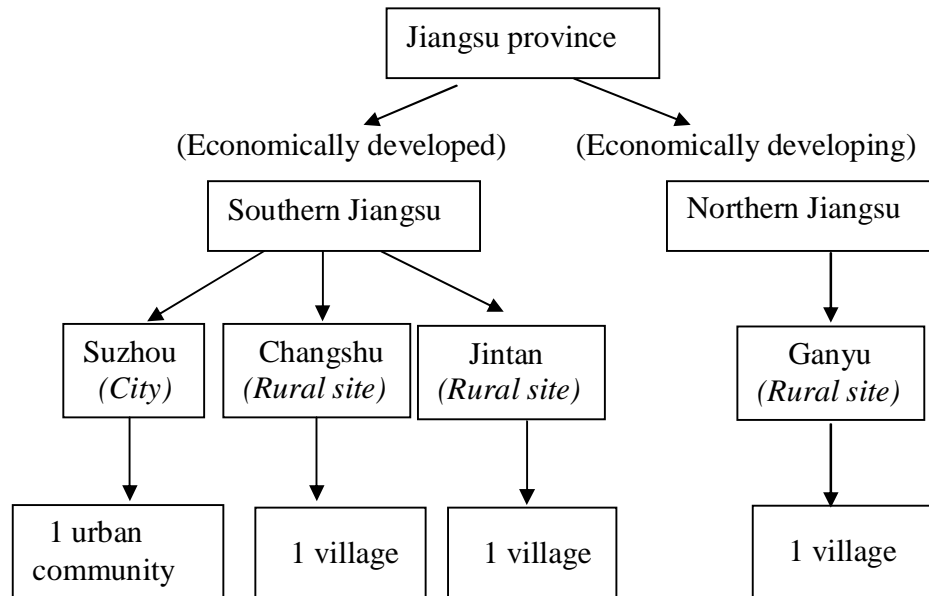 Jiangsu province
(Economically developed)
(Economically developing)
Southern Jiangsu
Northern Jiangsu
Suzhou
(City)
Changshu
(Rural site)
Jintan
(Rural site)
Ganyu
(Rural site)
1 urban
community
1 village
1 village
1 village